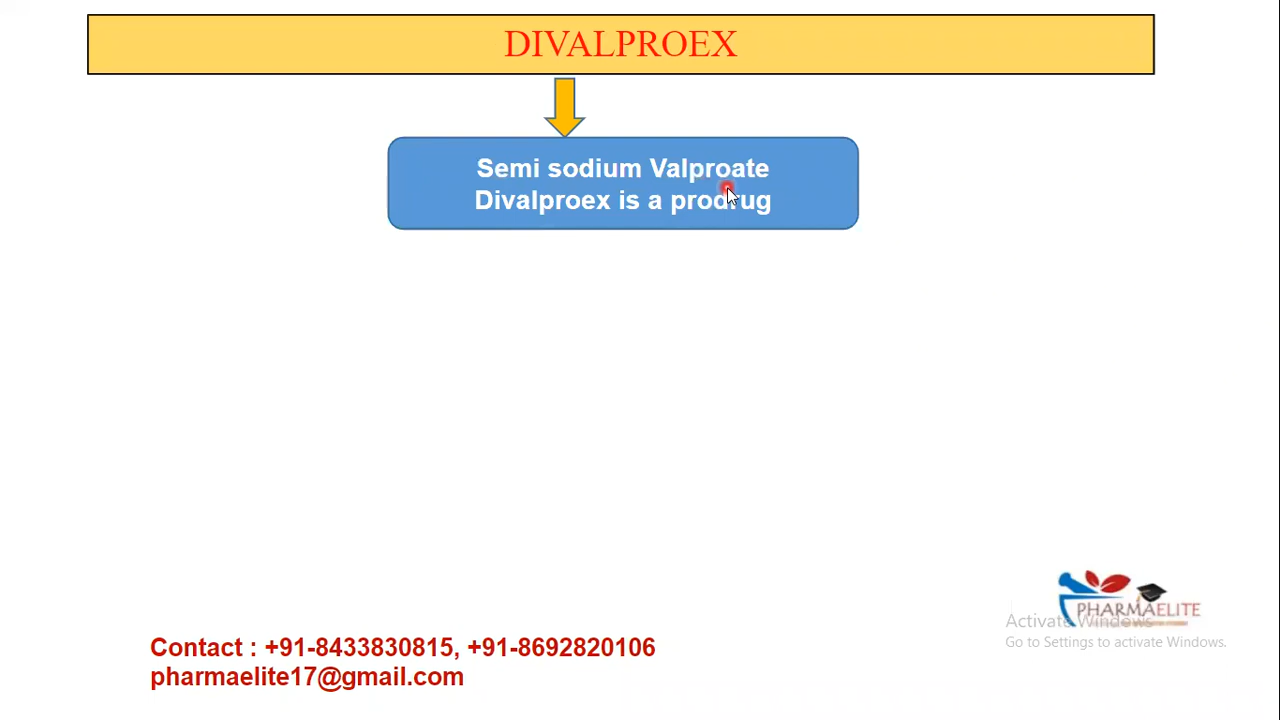 DIVALPROEX
Semi sodium Valproate
Divalproex is a prodrug
PHARMAELITE
Activate Windows
Go to Settings to activate Windows.
Contact : +91-8433830815, +91-8692820106
pharmaelite17@gmail.com